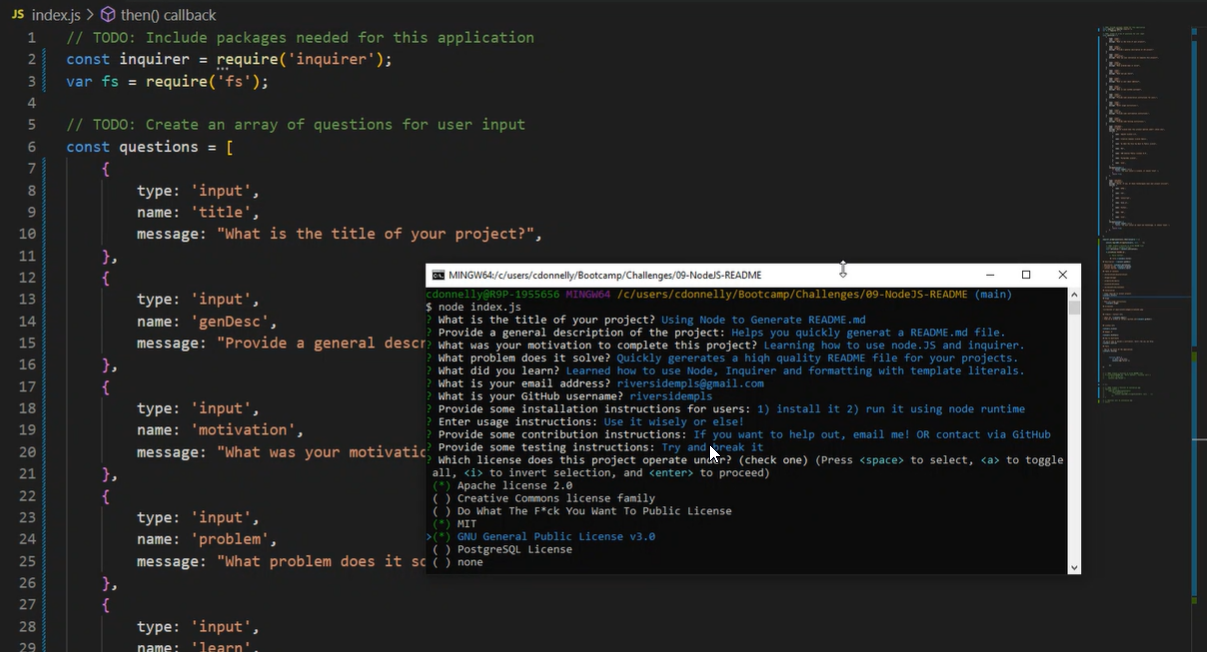 JS index.js > then() callback
1 // TODO: Include packages needed for this application
2 const inquirer = require('inquirer');
3 var fs = require('fs');
4
5 // TODO: Create an array of questions for user input
6 const questions = [
7 {
8 type: 'input',
9 name: 'title',
10 message: "What is the title of your project?",
11 },
12 {
13 type: 'input',
14 name: 'genDesc',
15 message: "Provide a general descr
16 },
17 {
18 type: 'input',
19 name: 'motivation',
20 message: "What was your motivatio
21 },
22 {
23 type: 'input',
24 name: 'problem',
25 message: "What problem does it so
26 },
27 {
28 type: 'input',
29 name: 'learn',
MINGW64:/c/users/cdonnelly/Bootcamp/Challenges/09-NodeJS-README
cdonnelly@R9P-1955656 MINGW64 /c/users/cdonnelly/Bootcamp/Challenges/09-NodeJS-README (main)
$ node index.js
? What is the title of your project? Using Node to Generate README.md
? Provide a general description of the project: Helps you quickly generat a README.md file.
? What was your motivation to complete this project? Learning how to use node.JS and inquirer.
? What problem does it solve? Quickly gererates a high quality README file for your projects.
? What did you learn? Learned how to use Node, Inquirer and formatting with template literals.
? What is your email address? riversidempls@gmail.com
? What is your GitHub username? riversidempls
? Provide some installation instructions for users: 1) install it 2) run it using node runtime
? Enter usage instructions: Use it wisely or else!
? Provide some contribution instructions: If you want to help out, email me! OR contact via GitHub
? Provide some testing instructions: Try and break it
? Which license does this project operate under? (check one) (Press <space> to select, <a> to toggle
all, <i> to invert selection, and <enter> to proceed)
(*) Apache license 2.0
( ) Creative Commons license family
( ) Do What The F*ck You Want To Public License
(*) MIT
>(*) GNU General Public License v3.0
( ) PostgreSQL License
( ) none